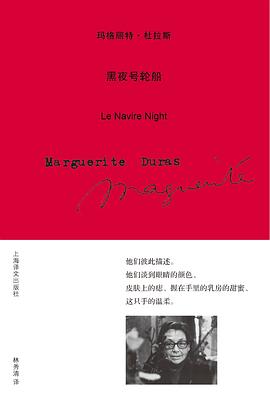 玛格丽特·杜拉斯
黑夜号轮船
Le Navire Night
Marguerite Duras
Marguerite
他们彼此描述。
他们谈到眼睛的颜色、
皮肤上的痣、握在手里的乳房的甜蜜、
这只手的温柔。
上海译文出版社
林秀清 译